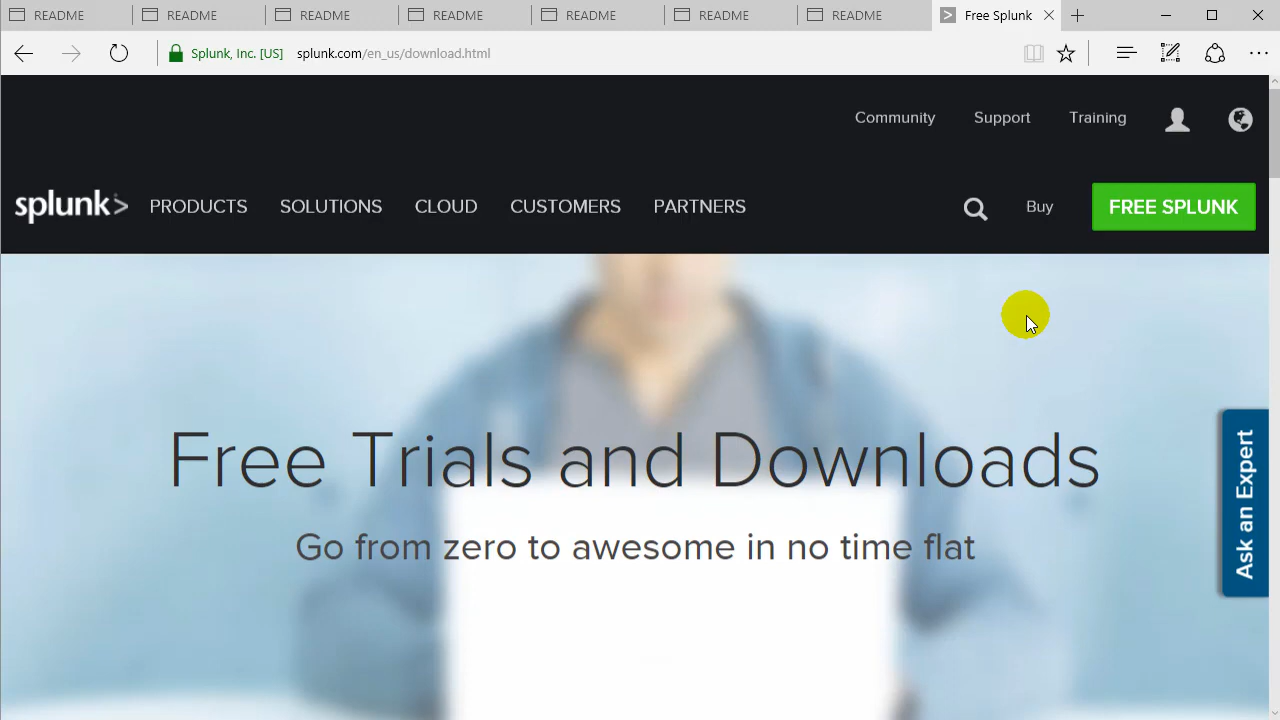 README README README README README README README Free Splunk
Splunk, Inc. [US] splunk.com/en_us/download.html
Community Support Training
splunk> PRODUCTS SOLUTIONS CLOUD CUSTOMERS PARTNERS Buy FREE SPLUNK
Free Trials and Downloads
Go from zero to awesome in no time flat
Ask an Expert